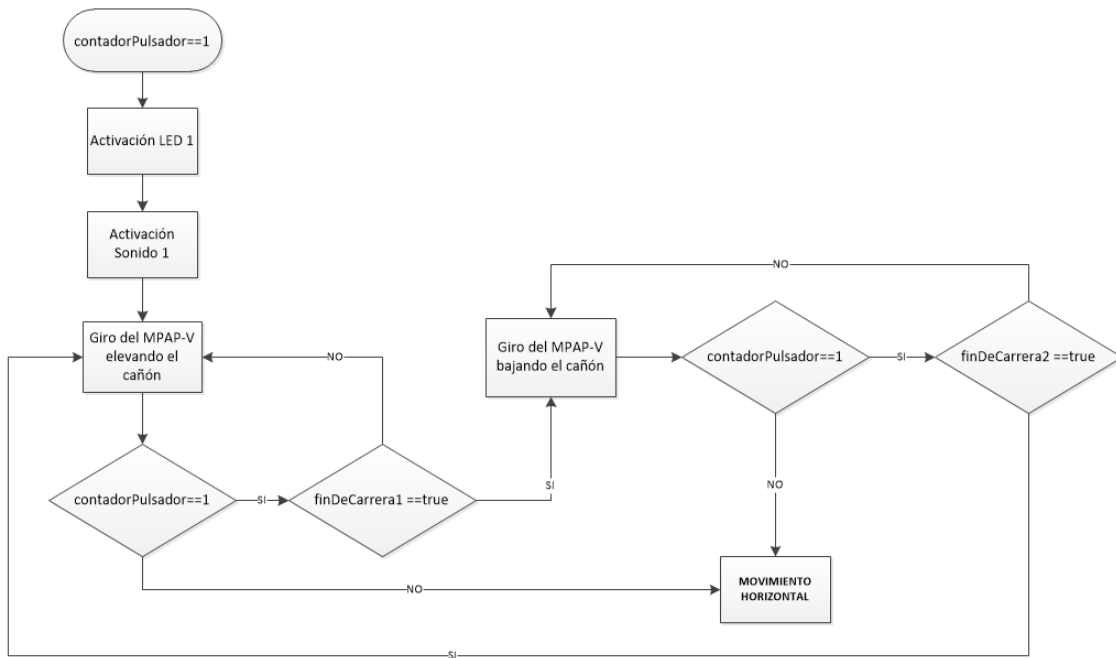 contadorPulsador==1
Activación LED 1
Activación
Sonido 1
Giro del MPAP-V
elevando el
cañón
contadorPulsador==1
SI
finDeCarrera1 ==true
NO
SI
Giro del MPAP-V
bajando el cañón
contadorPulsador==1
SI
finDeCarrera2 ==true
NO
NO
NO
MOVIMIENTO
HORIZONTAL
SI